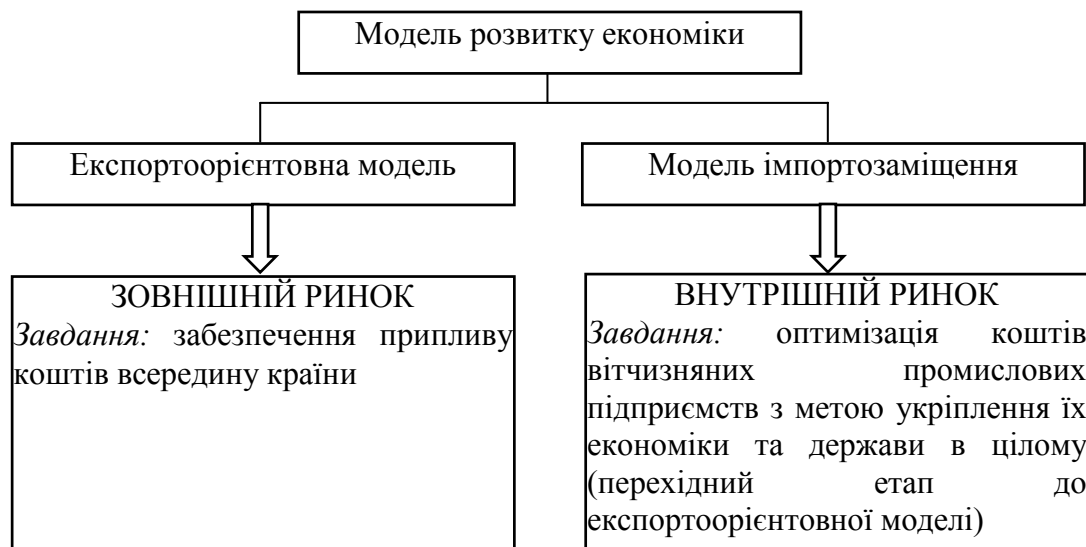 Модель розвитку економіки
Експортоорієнтовна модель
Модель імпортозаміщення
ЗОВНІШНІЙ РИНОК
Завдання: забезпечення припливу
коштів всередину країни
ВНУТРІШНІЙ РИНОК
Завдання: оптимізація коштів
вітчизняних промислових
підприємств з метою укріплення їх
економіки та держави в цілому
(перехідний етап до
експортоорієнтовної моделі)